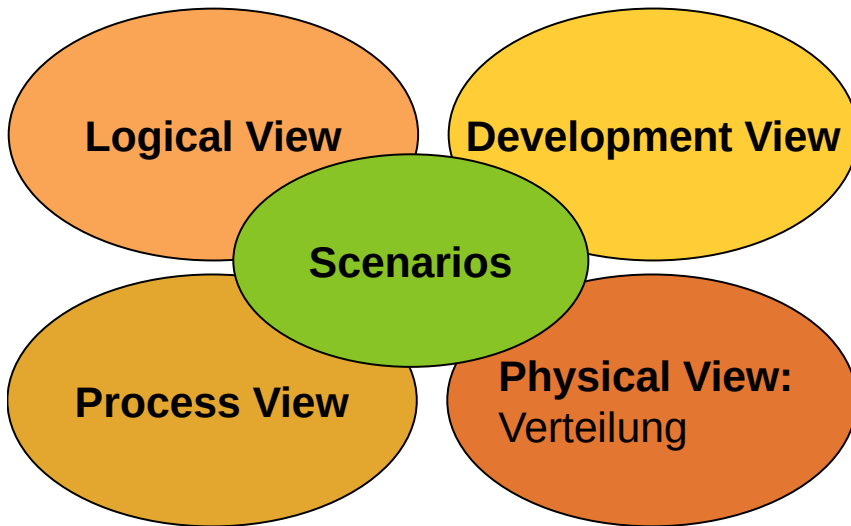 Logical View
Development View
Scenarios
Process View
Physical View:
Verteilung